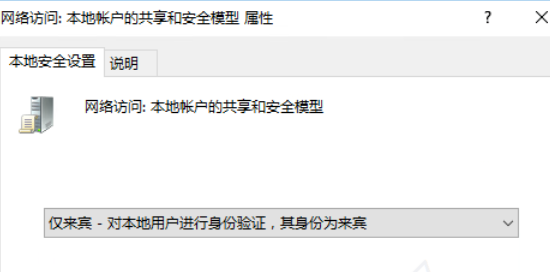 网络访问: 本地帐户的共享和安全模型 属性
?
本地安全设置 说明
网络访问: 本地帐户的共享和安全模型
仅来宾 - 对本地用户进行身份验证，其身份为来宾